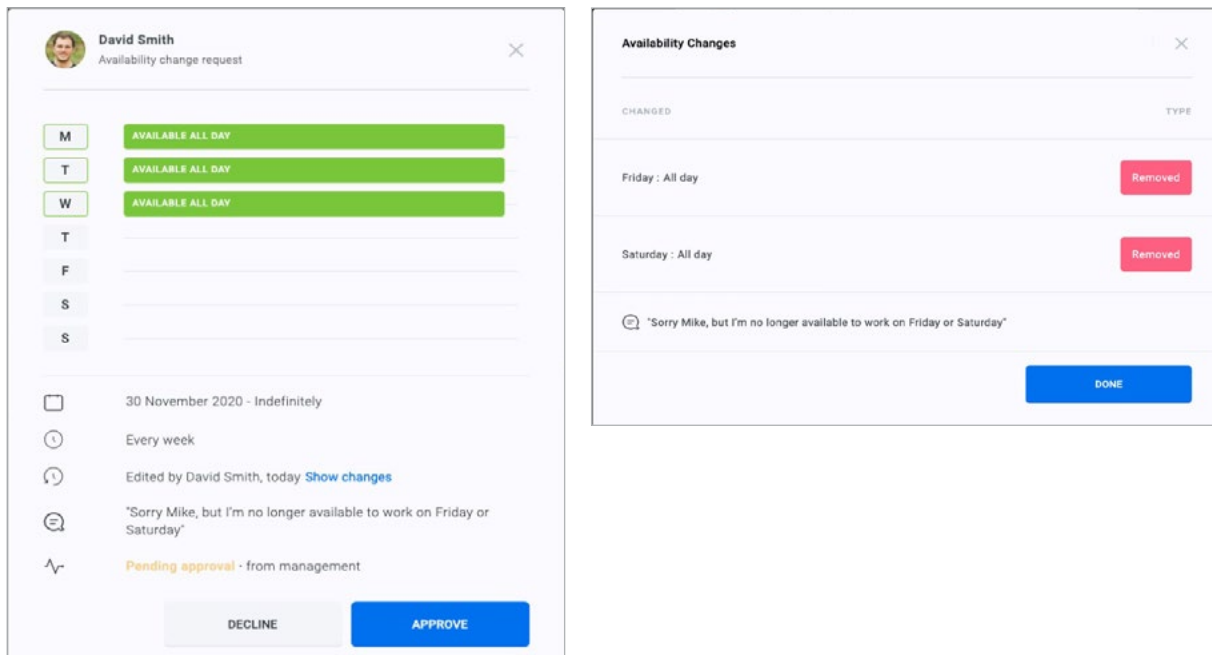 David Smith
Availability change request
M AVAILABLE ALL DAY
T AVAILABLE ALL DAY
W AVAILABLE ALL DAY
T
F
S
S
30 November 2020 - Indefinitely
Every week
Edited by David Smith, today Show changes
"Sorry Mike, but I'm no longer available to work on Friday or
Saturday"
Pending approval - from management
DECLINE APPROVE
Availability Changes
CHANGED TYPE
Friday : All day Removed
Saturday : All day Removed
"Sorry Mike, but I'm no longer available to work on Friday or Saturday"
DONE